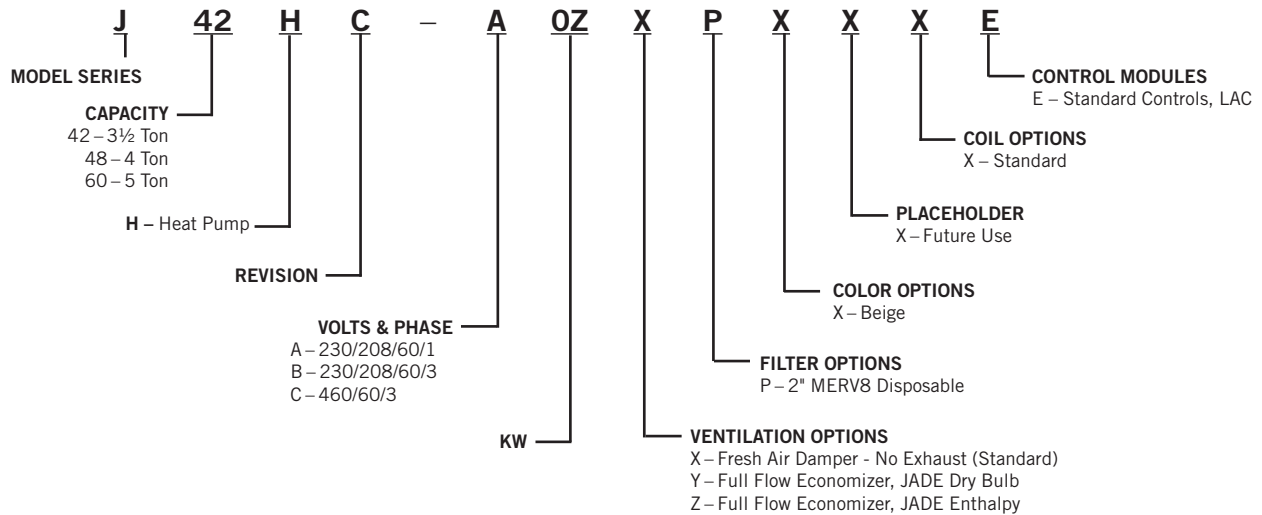 J 42 H C – A 0Z X P X X X E
MODEL SERIES
CAPACITY
42 – 3½ Ton
48 – 4 Ton
60 – 5 Ton
H – Heat Pump
REVISION
VOLTS & PHASE
A – 230/208/60/1
B – 230/208/60/3
C – 460/60/3
KW
VENTILATION OPTIONS
X – Fresh Air Damper - No Exhaust (Standard)
Y – Full Flow Economizer, JADE Dry Bulb
Z – Full Flow Economizer, JADE Enthalpy
FILTER OPTIONS
P – 2" MERV8 Disposable
COLOR OPTIONS
X – Beige
PLACEHOLDER
X – Future Use
COIL OPTIONS
X – Standard
CONTROL MODULES
E – Standard Controls, LAC